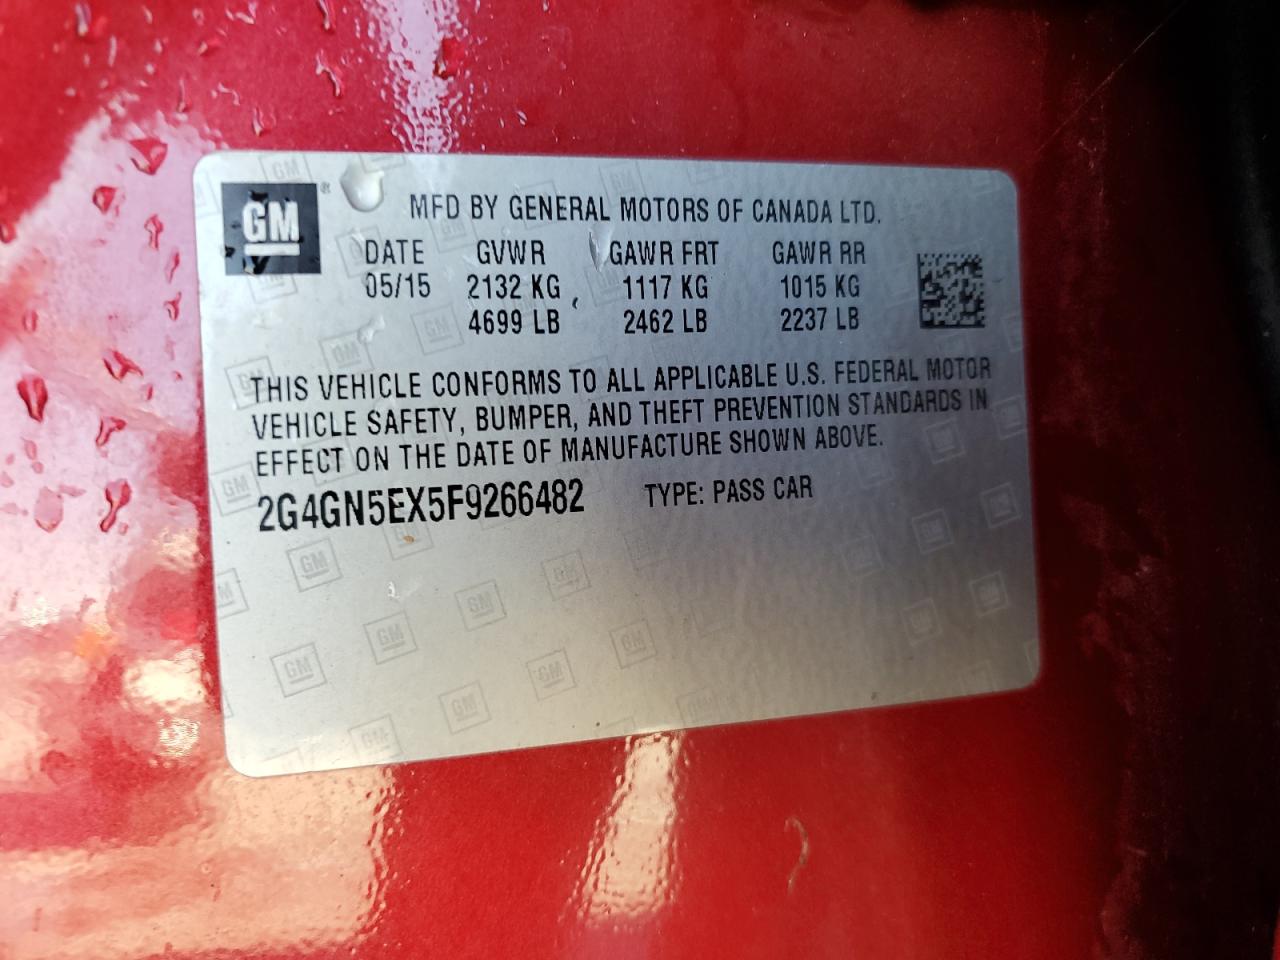 GM ®
MFD BY GENERAL MOTORS OF CANADA LTD.
DATE GVWR GAWR FRT GAWR RR
05/15 2132 KG 1117 KG 1015 KG
4699 LB 2462 LB 2237 LB
THIS VEHICLE CONFORMS TO ALL APPLICABLE U.S. FEDERAL MOTOR
VEHICLE SAFETY, BUMPER, AND THEFT PREVENTION STANDARDS IN
EFFECT ON THE DATE OF MANUFACTURE SHOWN ABOVE.
2G4GN5EX5F9266482 TYPE: PASS CAR